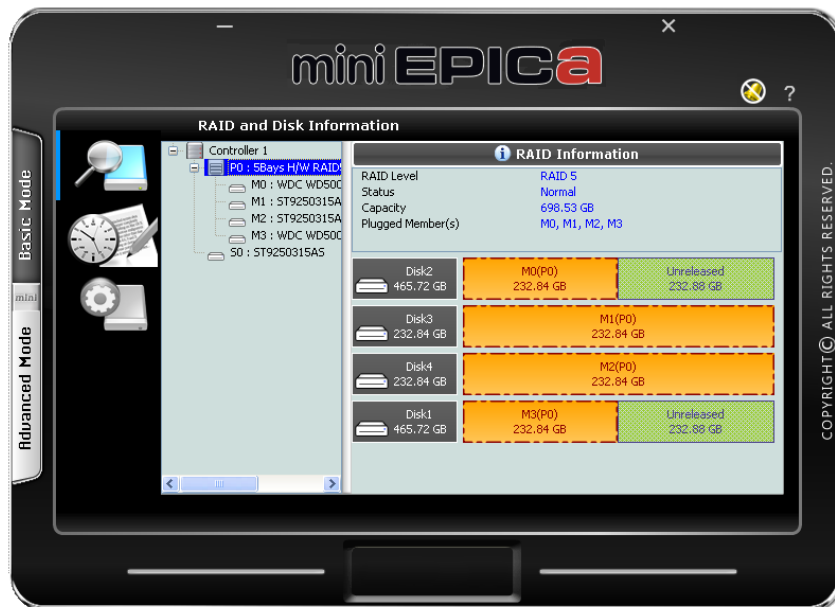 mini EPICa
?
RAID and Disk Information
Basic Mode
mini
Advanced Mode
Controller 1
P0 : 5Bays H/W RAID5
M0 : WDC WD500
M1 : ST9250315A
M2 : ST9250315A
M3 : WDC WD500
S0 : ST9250315AS
RAID Information
RAID Level RAID 5
Status Normal
Capacity 698.53 GB
Plugged Member(s) M0, M1, M2, M3
Disk2 M0(P0) Unreleased
465.72 GB 232.84 GB 232.88 GB
Disk3 M1(P0)
232.84 GB 232.84 GB
Disk4 M2(P0)
232.84 GB 232.84 GB
Disk1 M3(P0) Unreleased
465.72 GB 232.84 GB 232.88 GB
COPYRIGHT© ALL RIGHTS RESERVED.